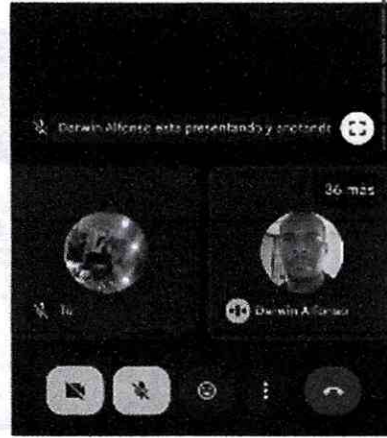 Darwin Alfonso está presentando y anotando
36 más
Tú
Darwin Alfonso